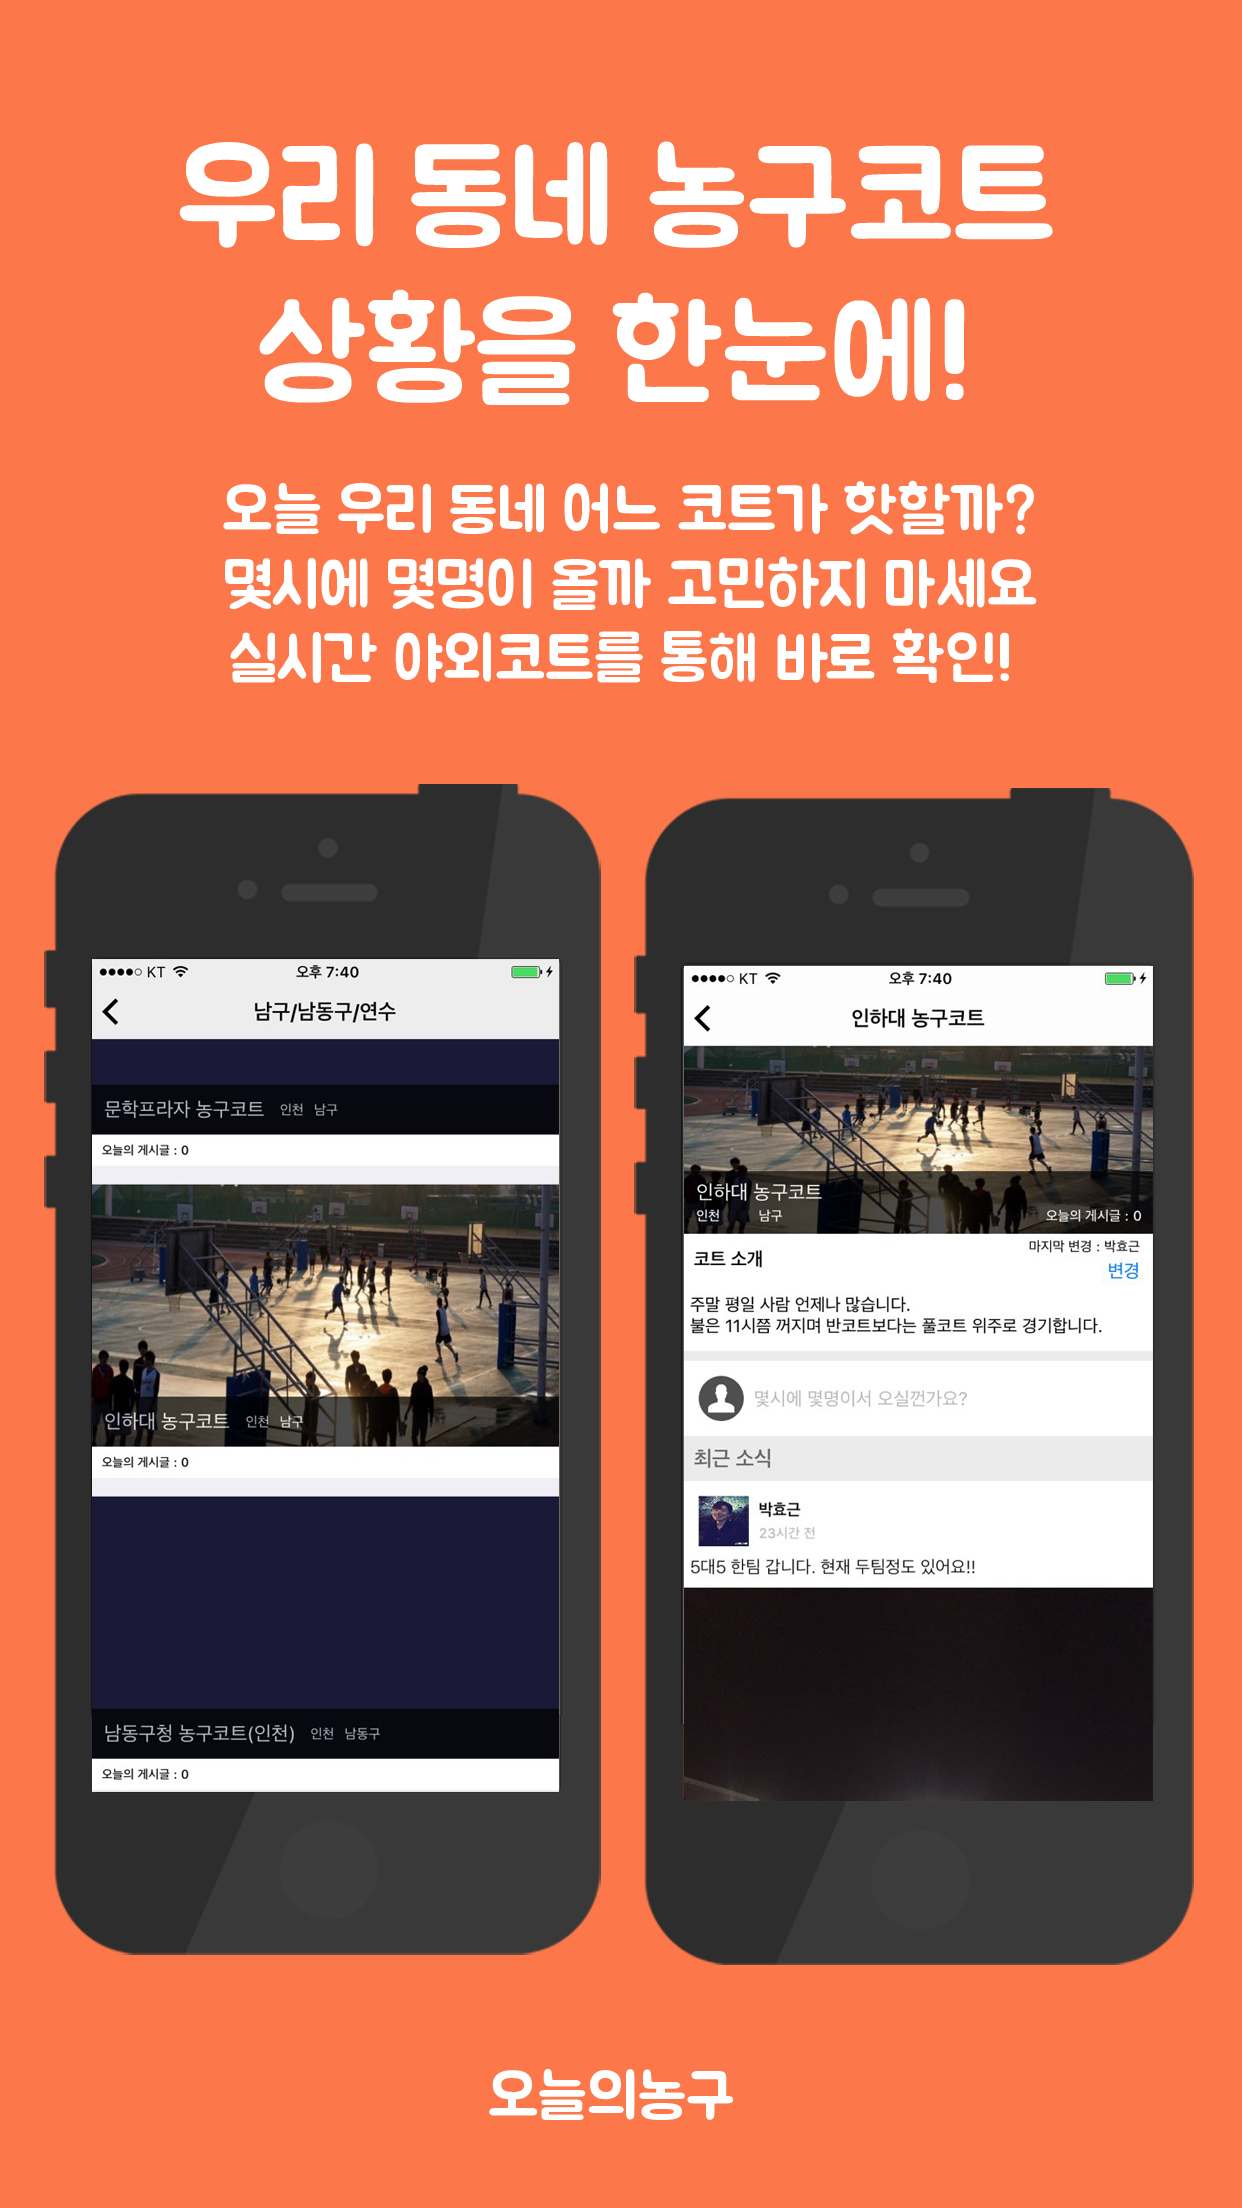 우리 동네 농구코트
상황을 한눈에!
오늘 우리 동네 어느 코트가 핫할까?
몇시에 몇명이 올까 고민하지 마세요
실시간 야외코트를 통해 바로 확인!
KT 오후 7:40
남구/남동구/연수
문학프라자 농구코트 인천 남구
오늘의 게시글 : 0
인하대 농구코트 인천 남구
오늘의 게시글 : 0
남동구청 농구코트(인천) 인천 남동구
오늘의 게시글 : 0
KT 오후 7:40
인하대 농구코트
인하대 농구코트
인천 남구 오늘의 게시글 : 0
마지막 변경 : 박효근
코트 소개
변경
주말 평일 사람 언제나 많습니다.
불은 11시쯤 꺼지며 반코트보다는 풀코트 위주로 경기합니다.
몇시에 몇명이서 오실껀가요?
최근 소식
박효근
23시간 전
5대5 한팀 갑니다. 현재 두팀정도 있어요!!
오늘의농구